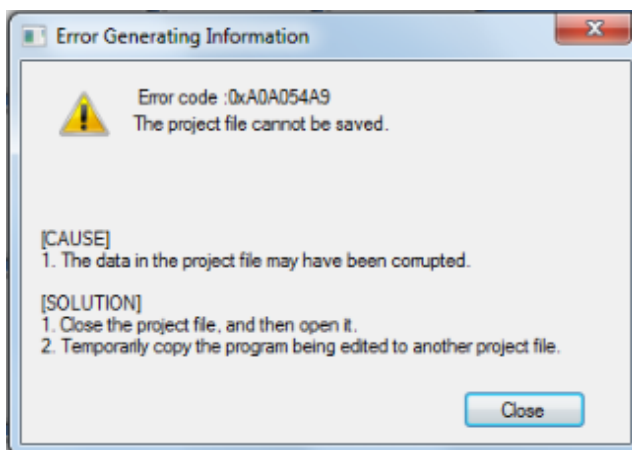 Error Generating Information
Error code :0xA0A054A9
The project file cannot be saved.
[CAUSE]
1. The data in the project file may have been corrupted.
[SOLUTION]
1. Close the project file, and then open it.
2. Temporarily copy the program being edited to another project file.
Close